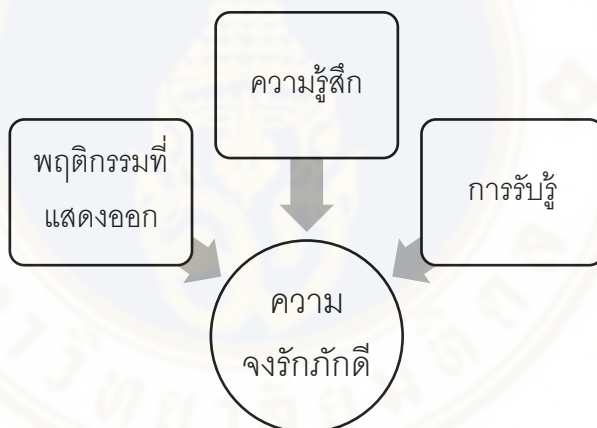 ความรู้สึก
พฤติกรรมที่
แสดงออก
การรับรู้
ความ
จงรักภักดี